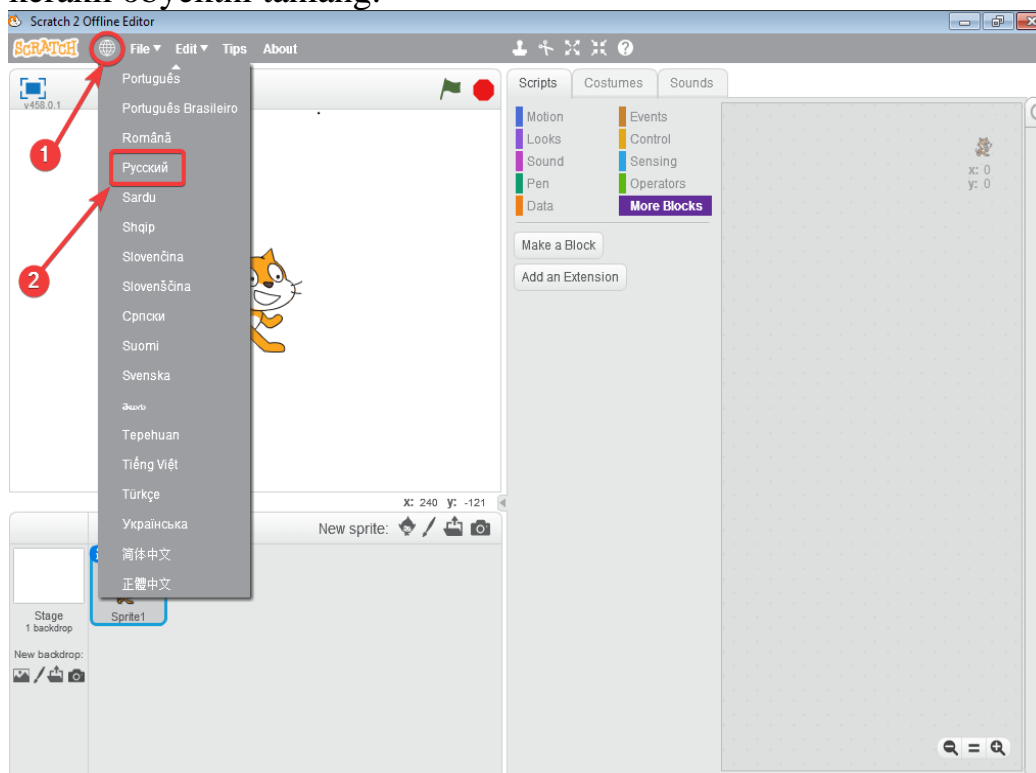 Scratch 2 Offline Editor
SCRATCH File Edit Tips About
v458.0.1
1
2
Português
Português Brasileiro
Română
Русский
Sardu
Shqip
Slovenčina
Slovenščina
Српски
Suomi
Svenska
Tepehuan
Tiếng Việt
Türkçe
Українська
简体中文
正體中文
X: 240 y: -121
New sprite:
Stage
1 backdrop
New backdrop:
Sprite1
Scripts Costumes Sounds
Motion Events
Looks Control
Sound Sensing
Pen Operators
Data More Blocks
Make a Block
Add an Extension
x: 0
y: 0